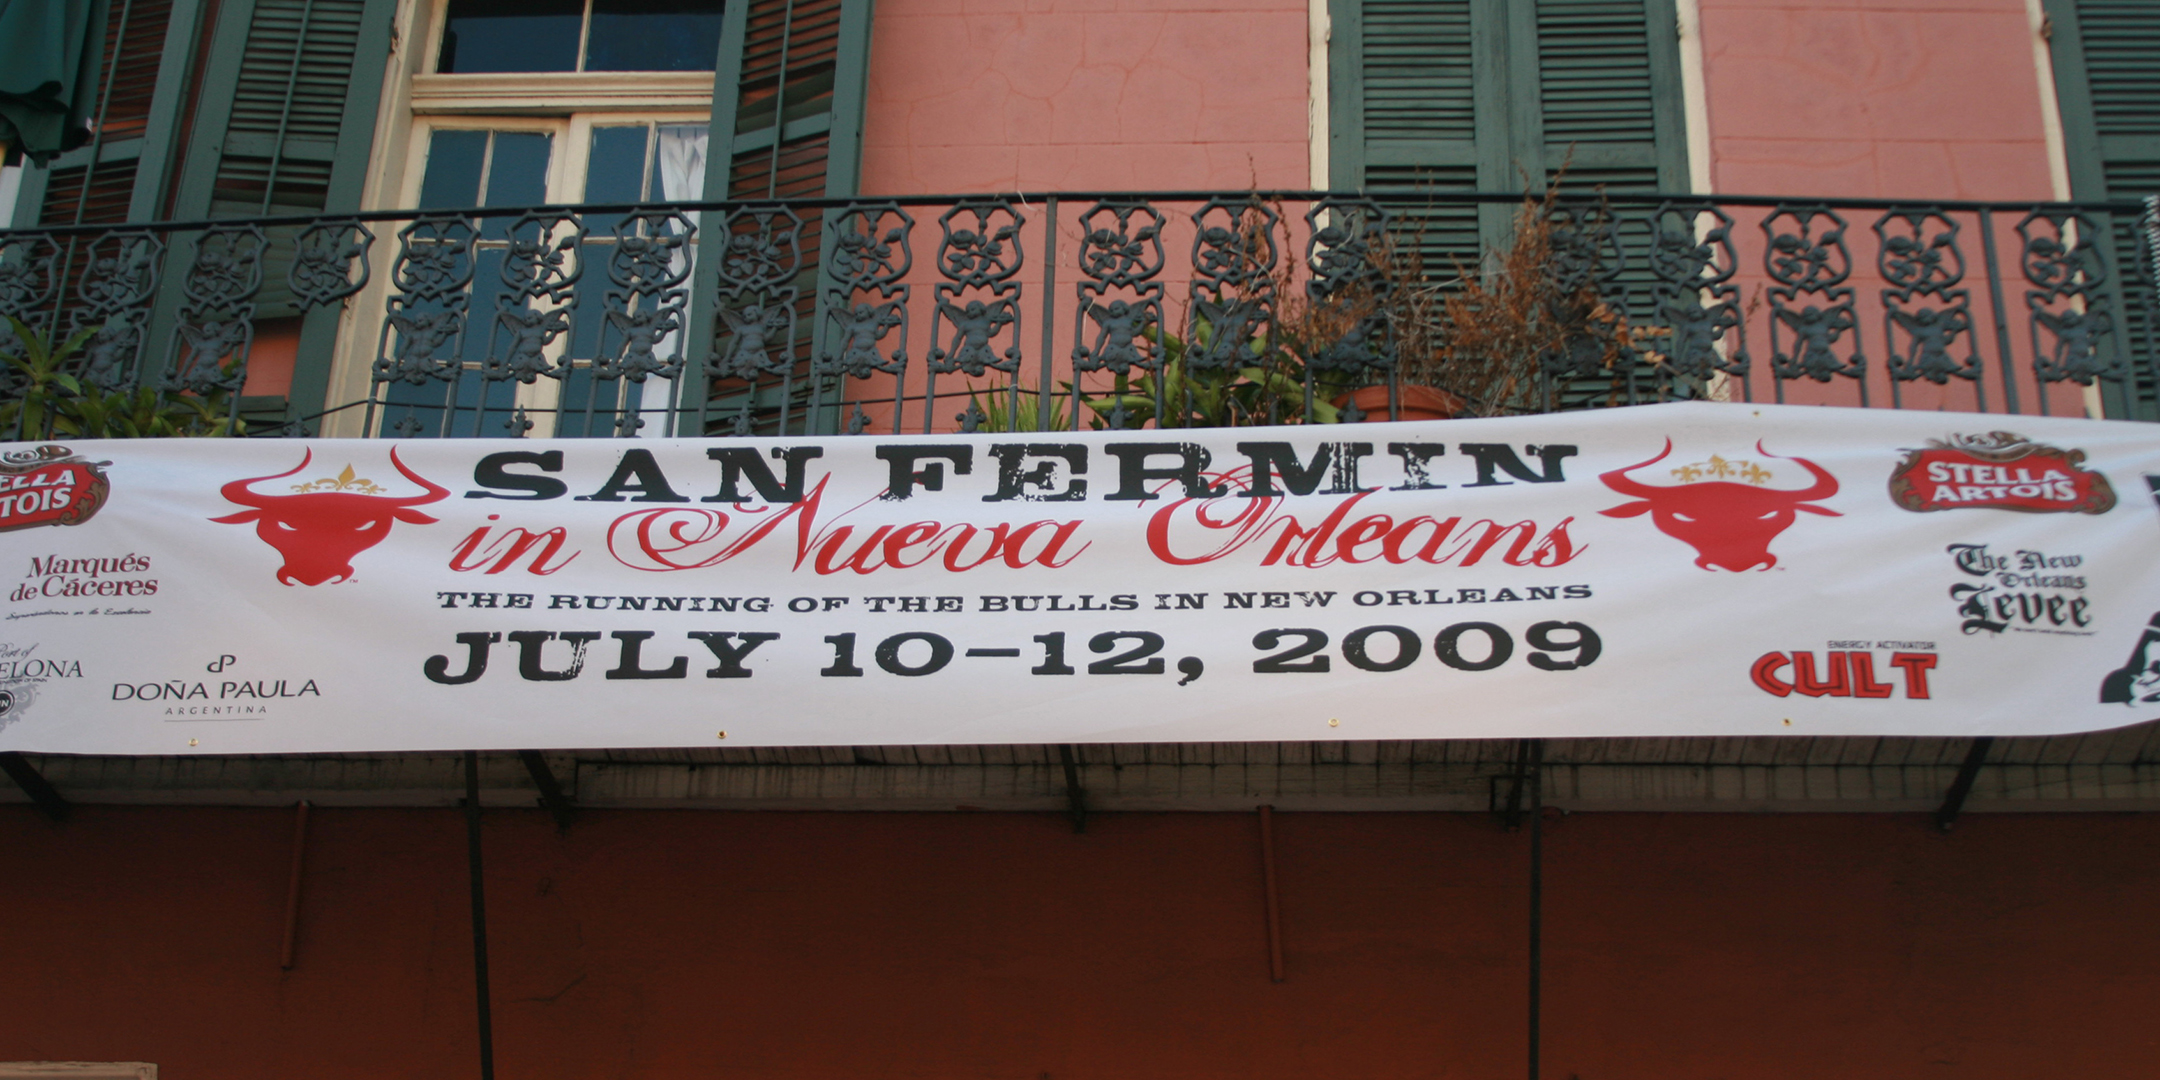 STELLA
ARTOIS
Marqués
de Cáceres
DOÑA PAULA
ARGENTINA
SAN FERMIN
in Nueva Orleans
THE RUNNING OF THE BULLS IN NEW ORLEANS
JULY 10-12, 2009
STELLA
ARTOIS
The New
Orleans
Levee
ENERGY ACTIVATOR
CULT